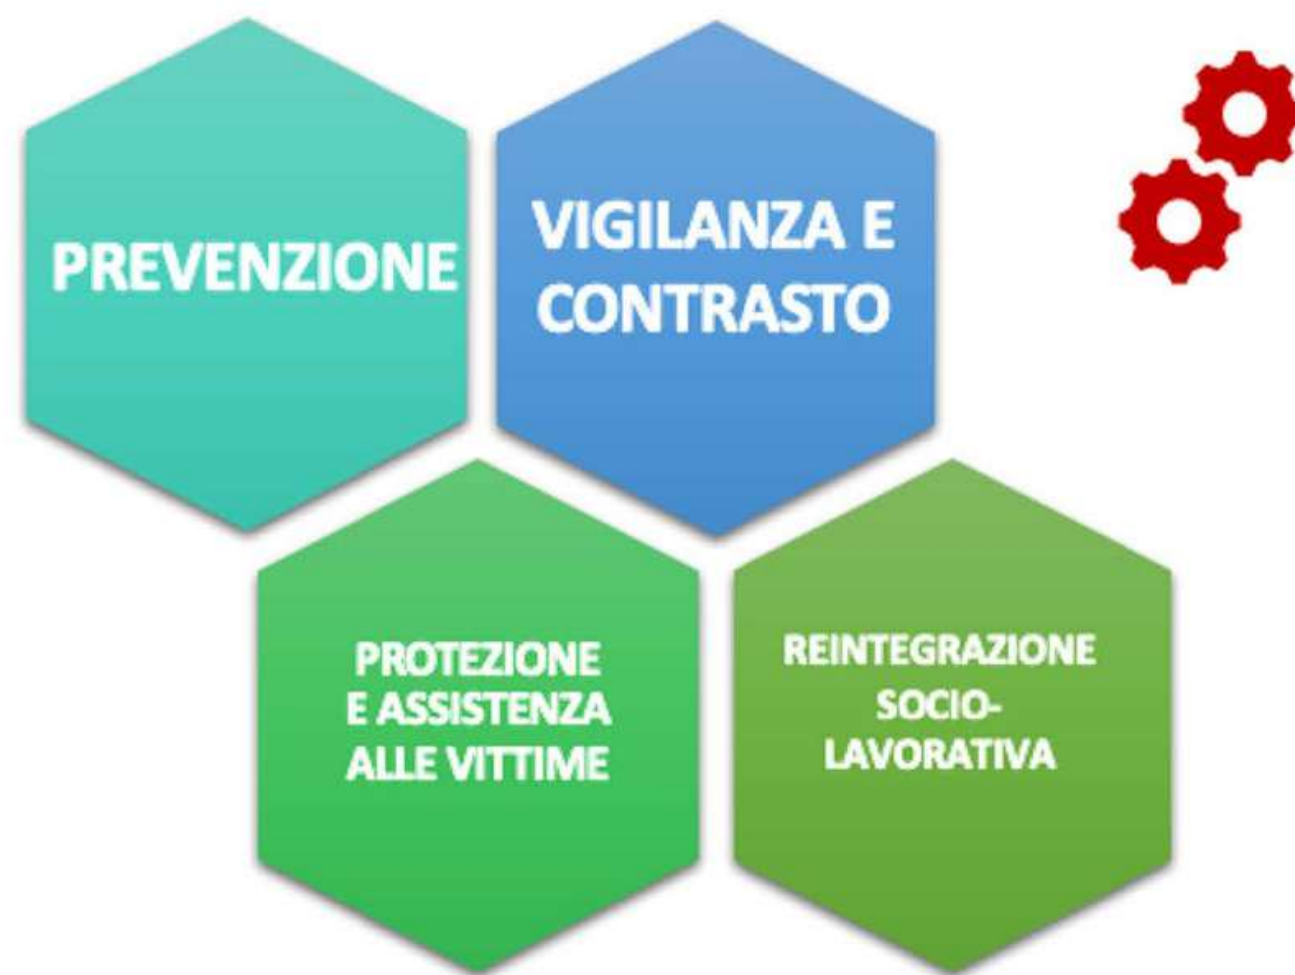 PREVENZIONE
VIGILANZA E
CONTRASTO
PROTEZIONE
E ASSISTENZA
ALLE VITTIME
REINTEGRAZIONE
SOCIO-
LAVORATIVA